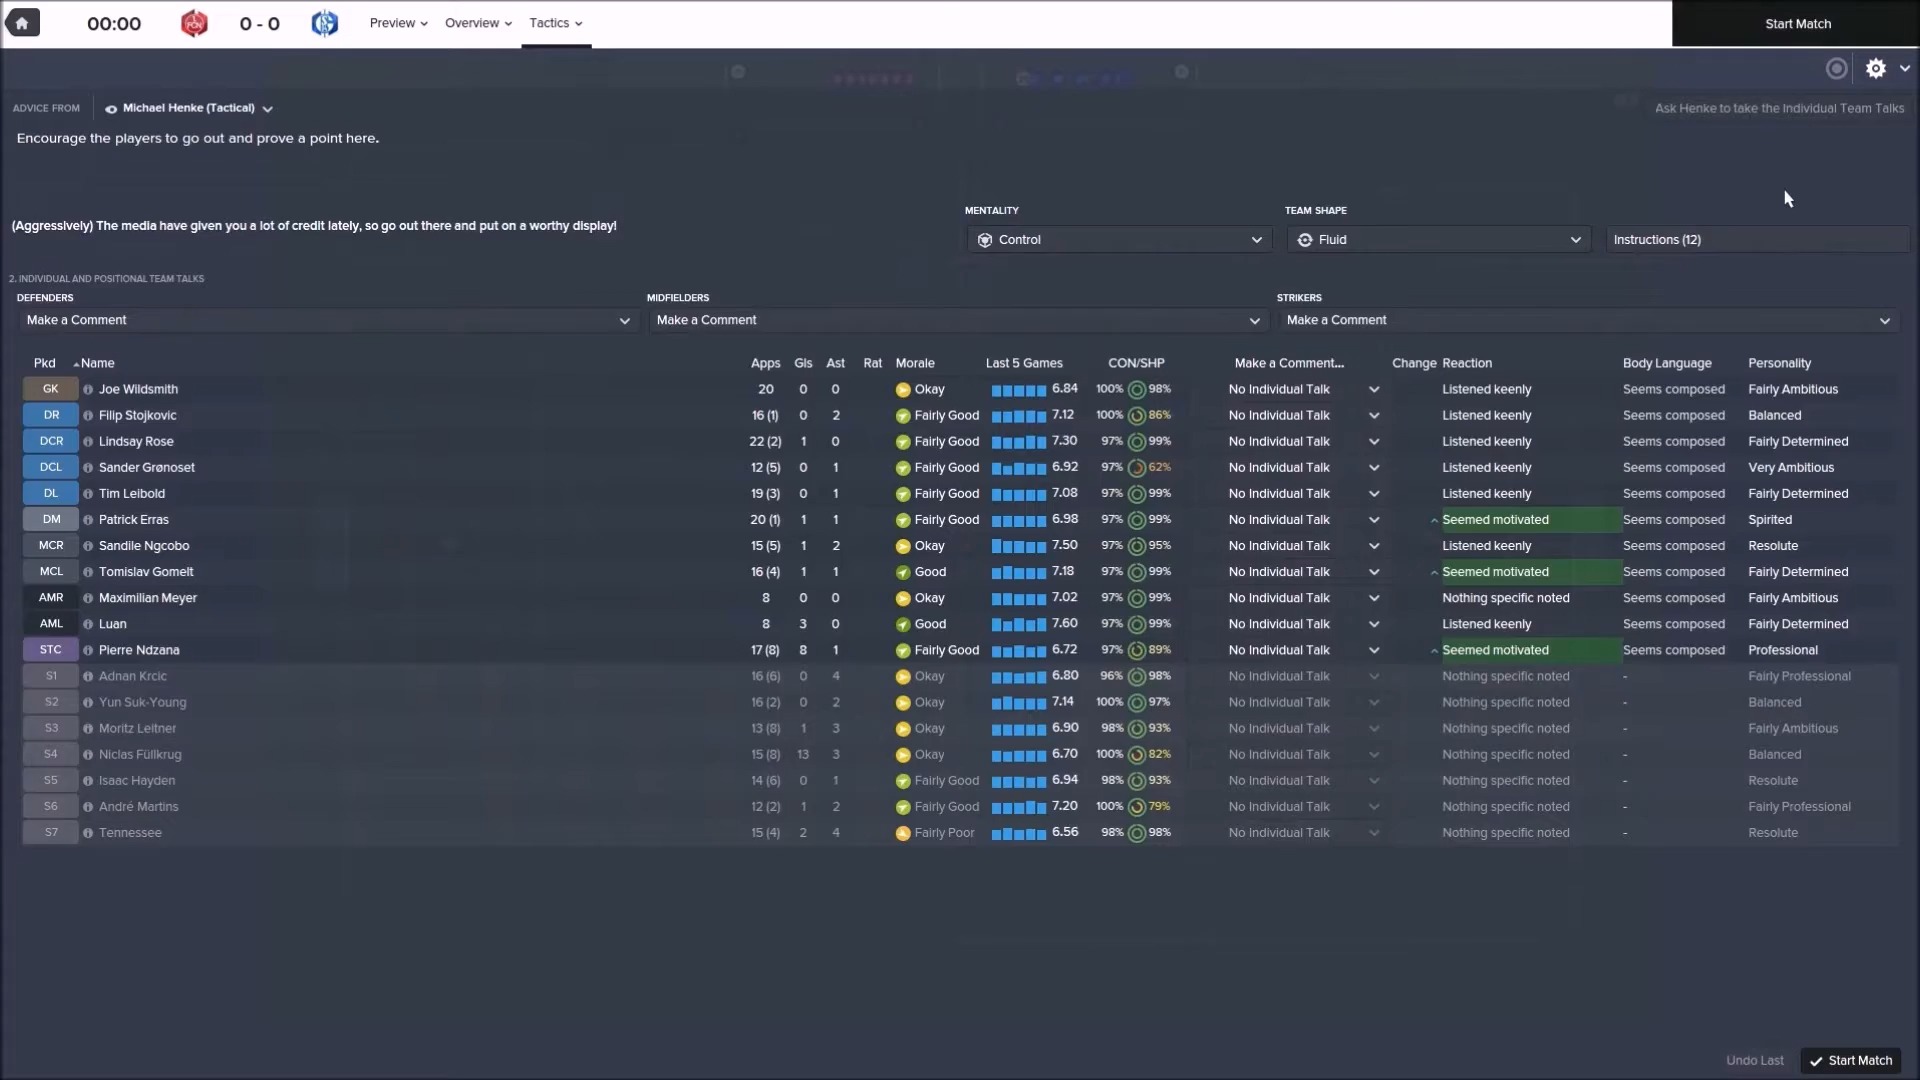 00:00 0 - 0 Preview Overview Tactics Start Match
ADVICE FROM Michael Henke (Tactical) Ask Henke to take the Individual Team Talks
Encourage the players to go out and prove a point here.
MENTALITY TEAM SHAPE
(Aggressively) The media have given you a lot of credit lately, so go out there and put on a worthy display!
Control Fluid Instructions (12)
2. INDIVIDUAL AND POSITIONAL TEAM TALKS
DEFENDERS MIDFIELDERS STRIKERS
Make a Comment Make a Comment Make a Comment
Pkd Name Apps Gls Ast Rat Morale Last 5 Games CON/SHP Make a Comment... Change Reaction Body Language Personality
GK Joe Wildsmith 20 0 0 Okay 6.84 100% 98% No Individual Talk Listened keenly Seems composed Fairly Ambitious
DR Filip Stojkovic 16 (1) 0 2 Fairly Good 7.12 100% 86% No Individual Talk Listened keenly Seems composed Balanced
DCR Lindsay Rose 22 (2) 1 0 Fairly Good 7.30 97% 99% No Individual Talk Listened keenly Seems composed Fairly Determined
DCL Sander Grønoset 12 (5) 0 1 Fairly Good 6.92 97% 62% No Individual Talk Listened keenly Seems composed Very Ambitious
DL Tim Leibold 19 (3) 0 1 Fairly Good 7.08 97% 99% No Individual Talk Listened keenly Seems composed Fairly Determined
DM Patrick Erras 20 (1) 1 1 Fairly Good 6.98 97% 99% No Individual Talk Seemed motivated Seems composed Spirited
MCR Sandile Ngcobo 15 (5) 1 2 Okay 7.50 97% 95% No Individual Talk Listened keenly Seems composed Resolute
MCL Tomislav Gomelt 16 (4) 1 1 Good 7.18 97% 99% No Individual Talk Seemed motivated Seems composed Fairly Determined
AMR Maximilian Meyer 8 0 0 Okay 7.02 97% 99% No Individual Talk Nothing specific noted Seems composed Fairly Ambitious
AML Luan 8 3 0 Good 7.60 97% 99% No Individual Talk Listened keenly Seems composed Fairly Determined
STC Pierre Ndzana 17 (8) 8 1 Fairly Good 6.72 97% 89% No Individual Talk Seemed motivated Seems composed Professional
S1 Adnan Krcic 16 (6) 0 4 Okay 6.80 96% 98% No Individual Talk Nothing specific noted - Fairly Professional
S2 Yun Suk-Young 16 (2) 0 2 Okay 7.14 100% 97% No Individual Talk Nothing specific noted - Balanced
S3 Moritz Leitner 13 (8) 1 3 Okay 6.90 98% 93% No Individual Talk Nothing specific noted - Fairly Ambitious
S4 Niclas Füllkrug 15 (8) 13 3 Okay 6.70 100% 82% No Individual Talk Nothing specific noted - Balanced
S5 Isaac Hayden 14 (6) 0 1 Fairly Good 6.94 98% 93% No Individual Talk Nothing specific noted - Resolute
S6 André Martins 12 (2) 1 2 Fairly Good 7.20 100% 79% No Individual Talk Nothing specific noted - Fairly Professional
S7 Tennessee 15 (4) 2 4 Fairly Poor 6.56 98% 98% No Individual Talk Nothing specific noted - Resolute
Undo Last Start Match